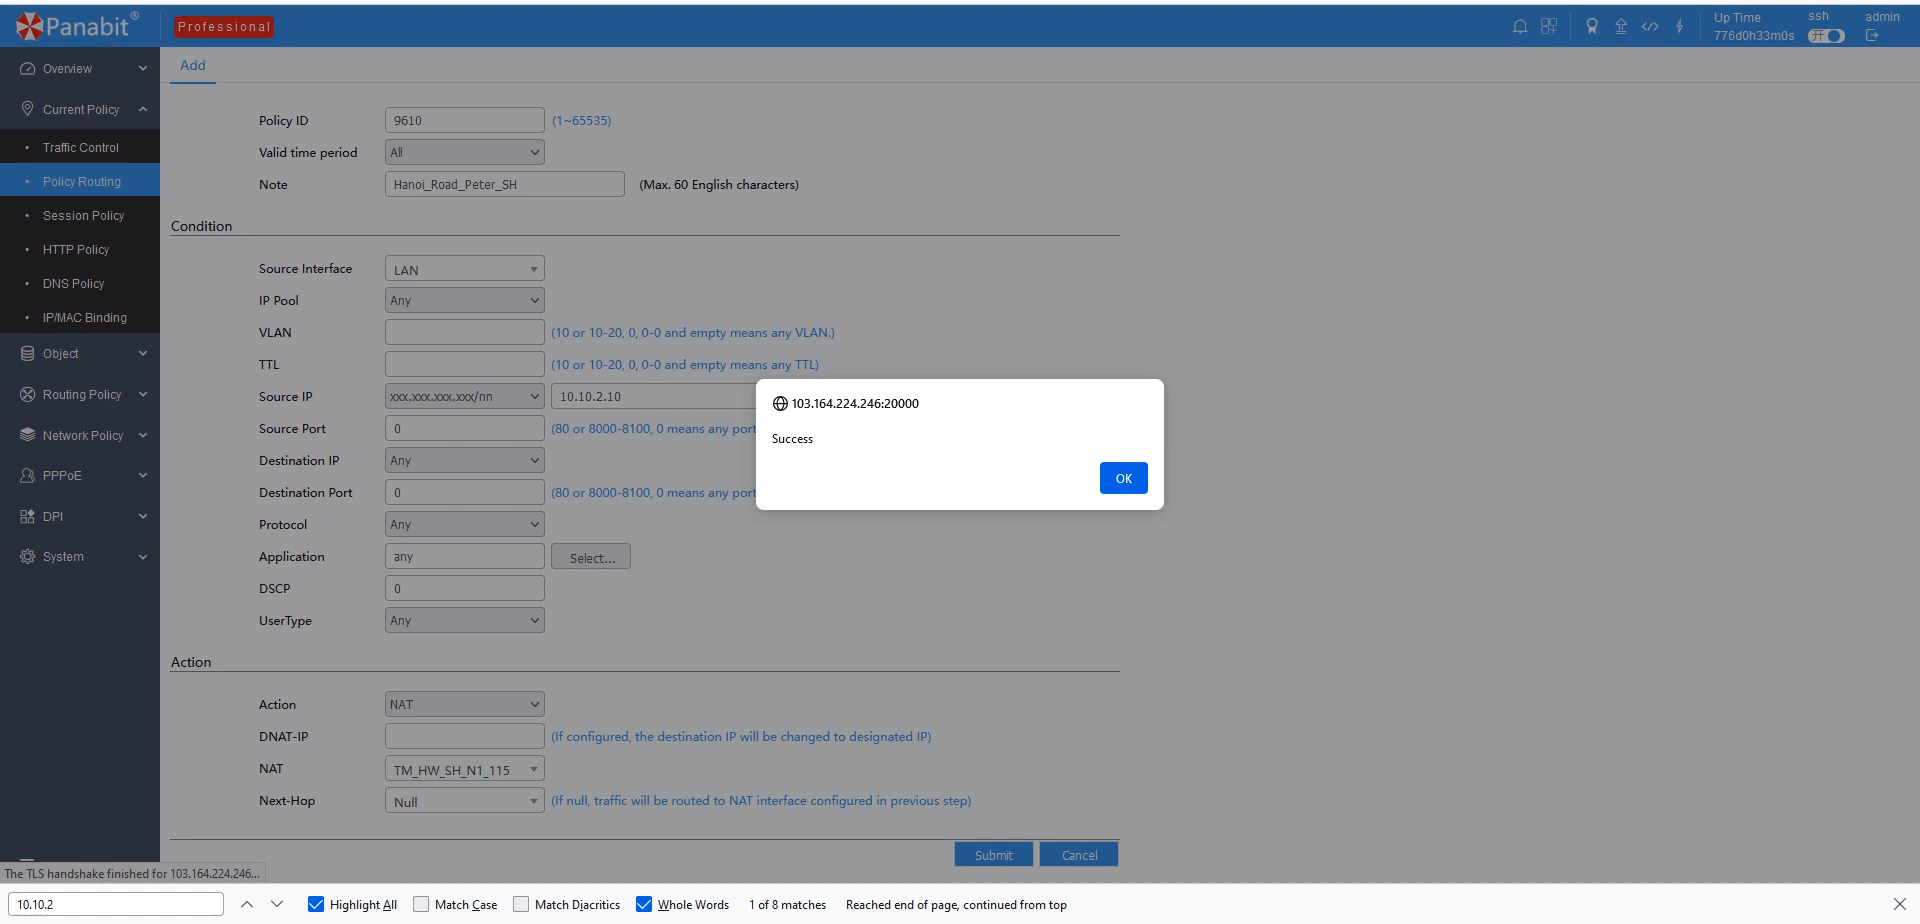 Panabit®
Professional
Up Time
776d0h33m0s
ssh
开
admin
Overview
Current Policy
Traffic Control
Policy Routing
Session Policy
HTTP Policy
DNS Policy
IP/MAC Binding
Object
Routing Policy
Network Policy
PPPoE
DPI
System
Add
Policy ID 9610 (1~65535)
Valid time period All
Note Hanoi_Road_Peter_SH (Max. 60 English characters)
Condition
Source Interface LAN
IP Pool Any
VLAN (10 or 10-20, 0, 0-0 and empty means any VLAN.)
TTL (10 or 10-20, 0, 0-0 and empty means any TTL)
Source IP xxx.xxx.xxx.xxx/nn 10.10.2.10
Source Port 0 (80 or 8000-8100, 0 means any port
Destination IP Any
Destination Port 0 (80 or 8000-8100, 0 means any port
Protocol Any
Application any Select...
DSCP 0
UserType Any
103.164.224.246:20000
Success
OK
Action
Action NAT
DNAT-IP (If configured, the destination IP will be changed to designated IP)
NAT TM_HW_SH_N1_115
Next-Hop Null (If null, traffic will be routed to NAT interface configured in previous step)
Submit Cancel
The TLS handshake finished for 103.164.224.246...
10.10.2 Highlight All Match Case Match Diacritics Whole Words 1 of 8 matches Reached end of page, continued from top